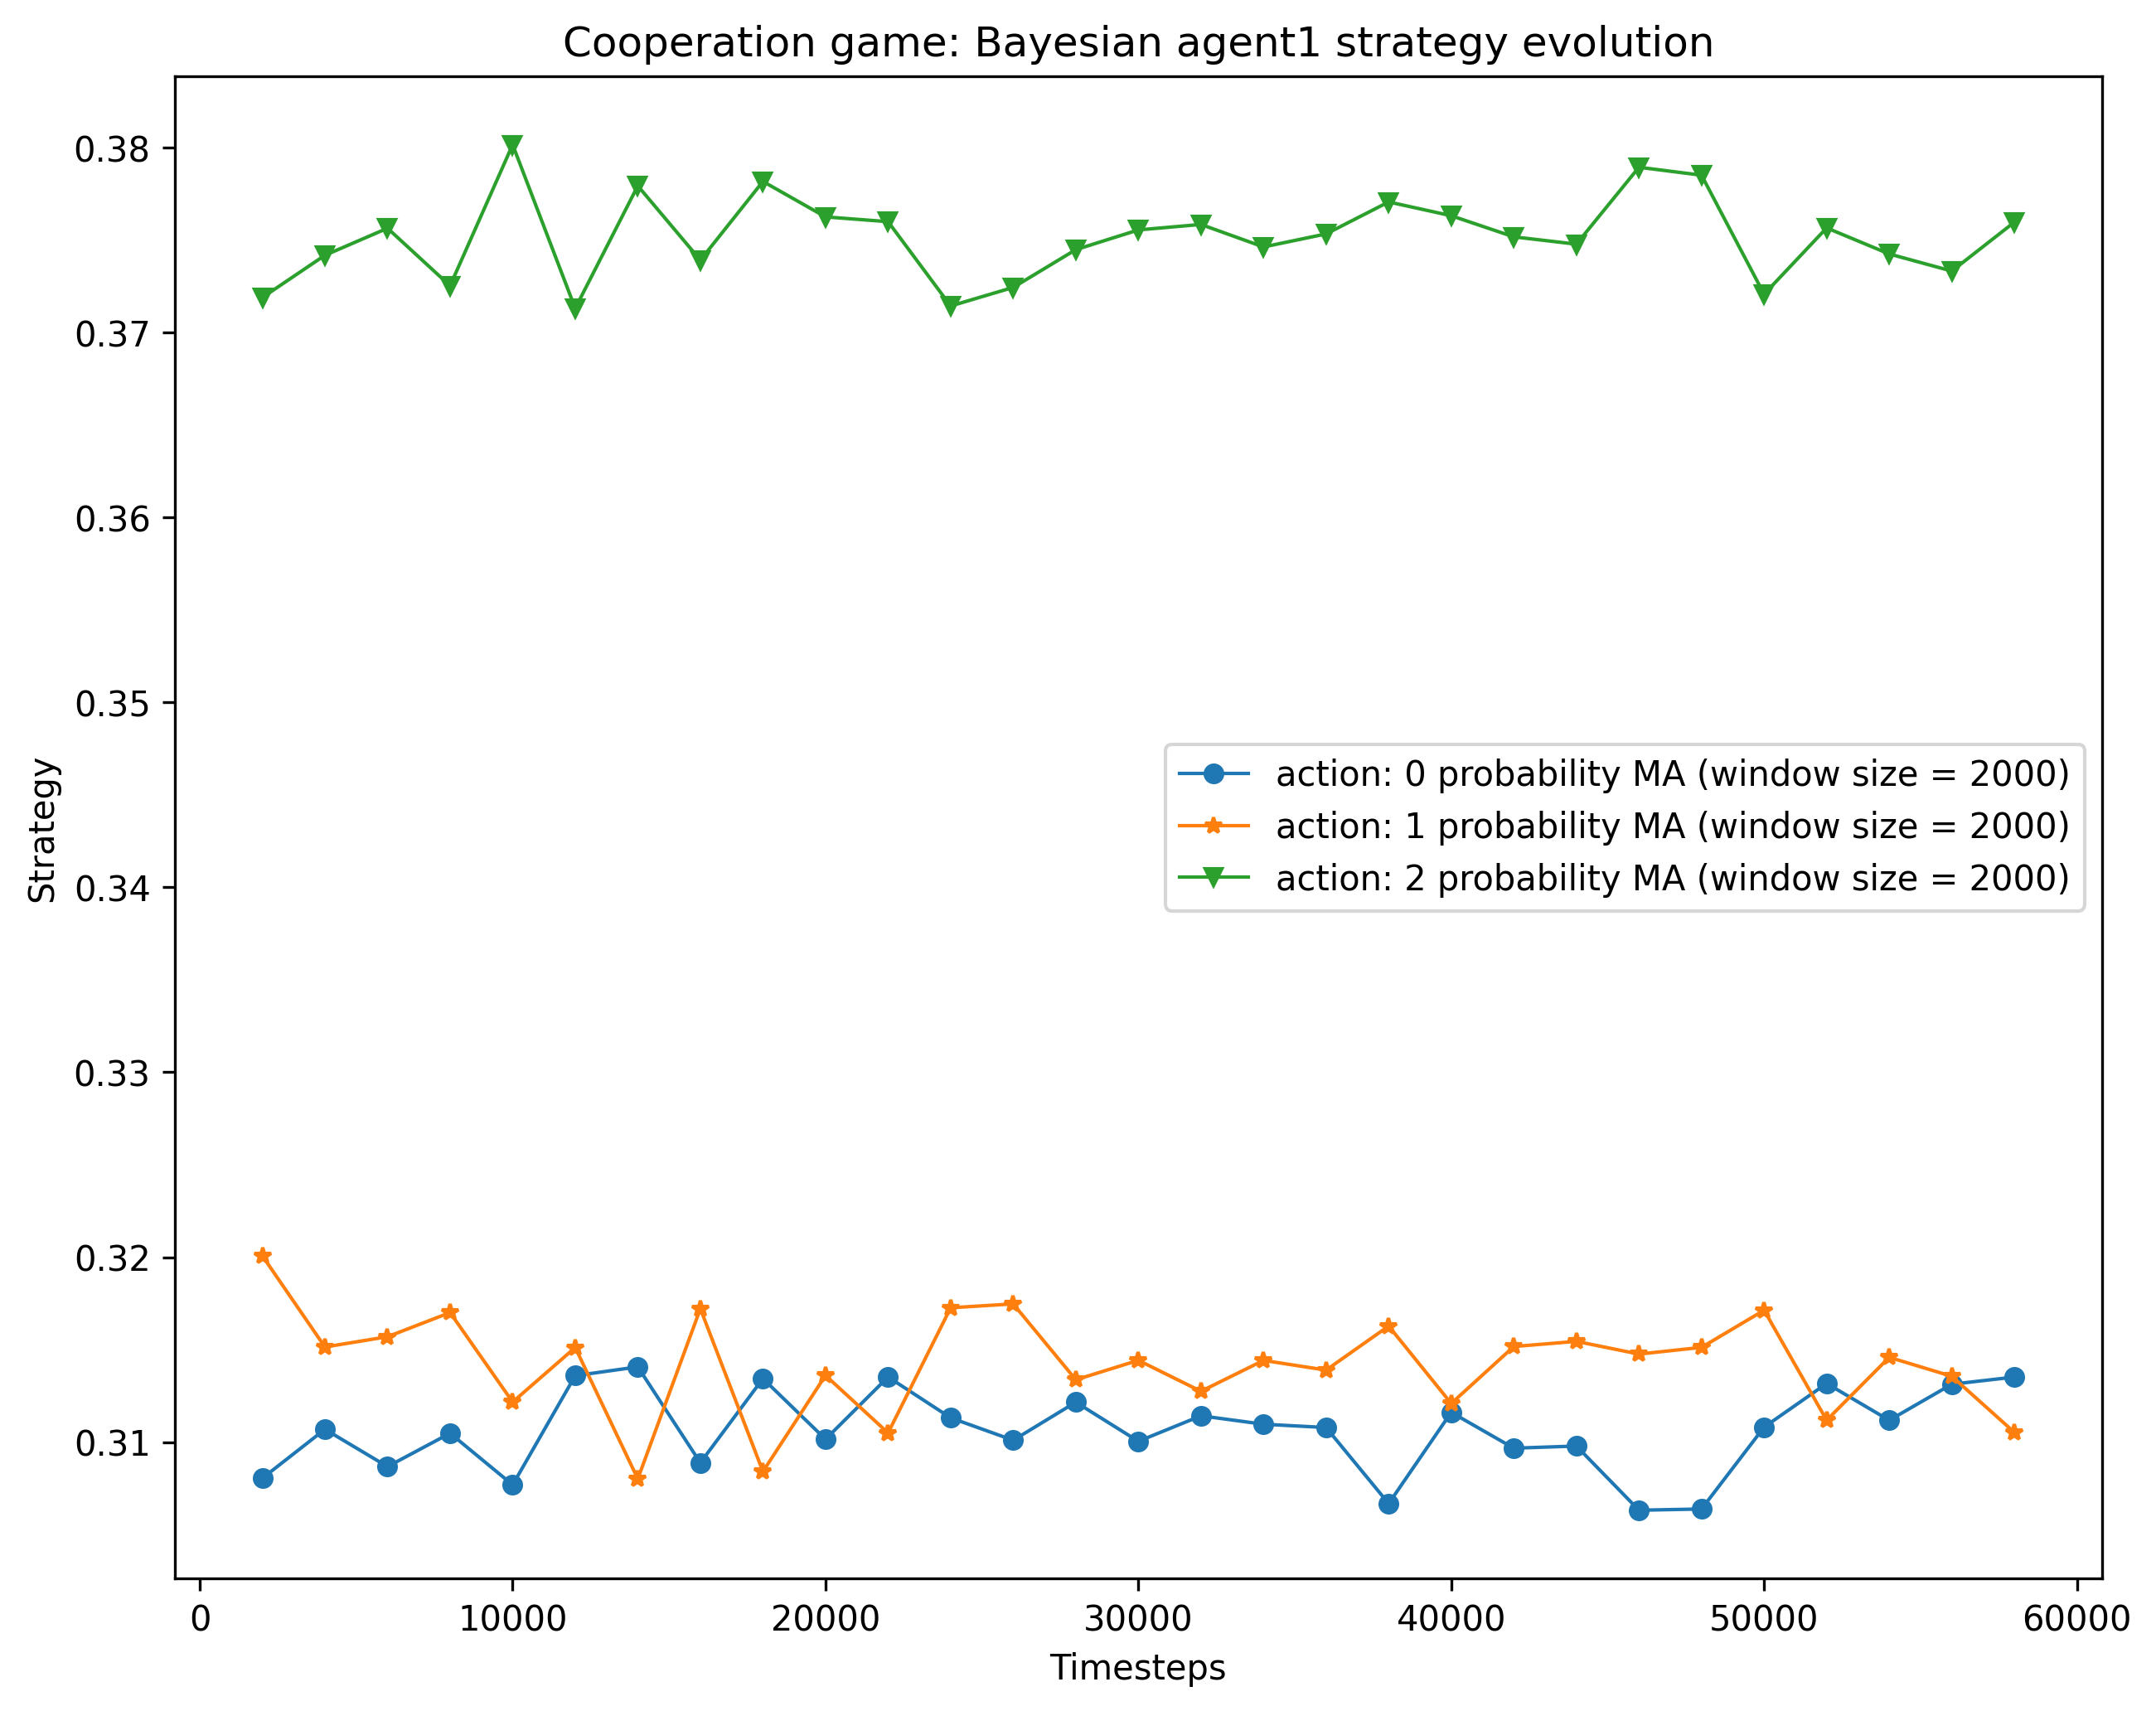 Cooperation game: Bayesian agent1 strategy evolution
0.38
0.37
0.36
0.35
0.34
0.33
0.32
0.31
Strategy
action: 0 probability MA (window size = 2000)
action: 1 probability MA (window size = 2000)
action: 2 probability MA (window size = 2000)
0 10000 20000 30000 40000 50000 60000
Timesteps